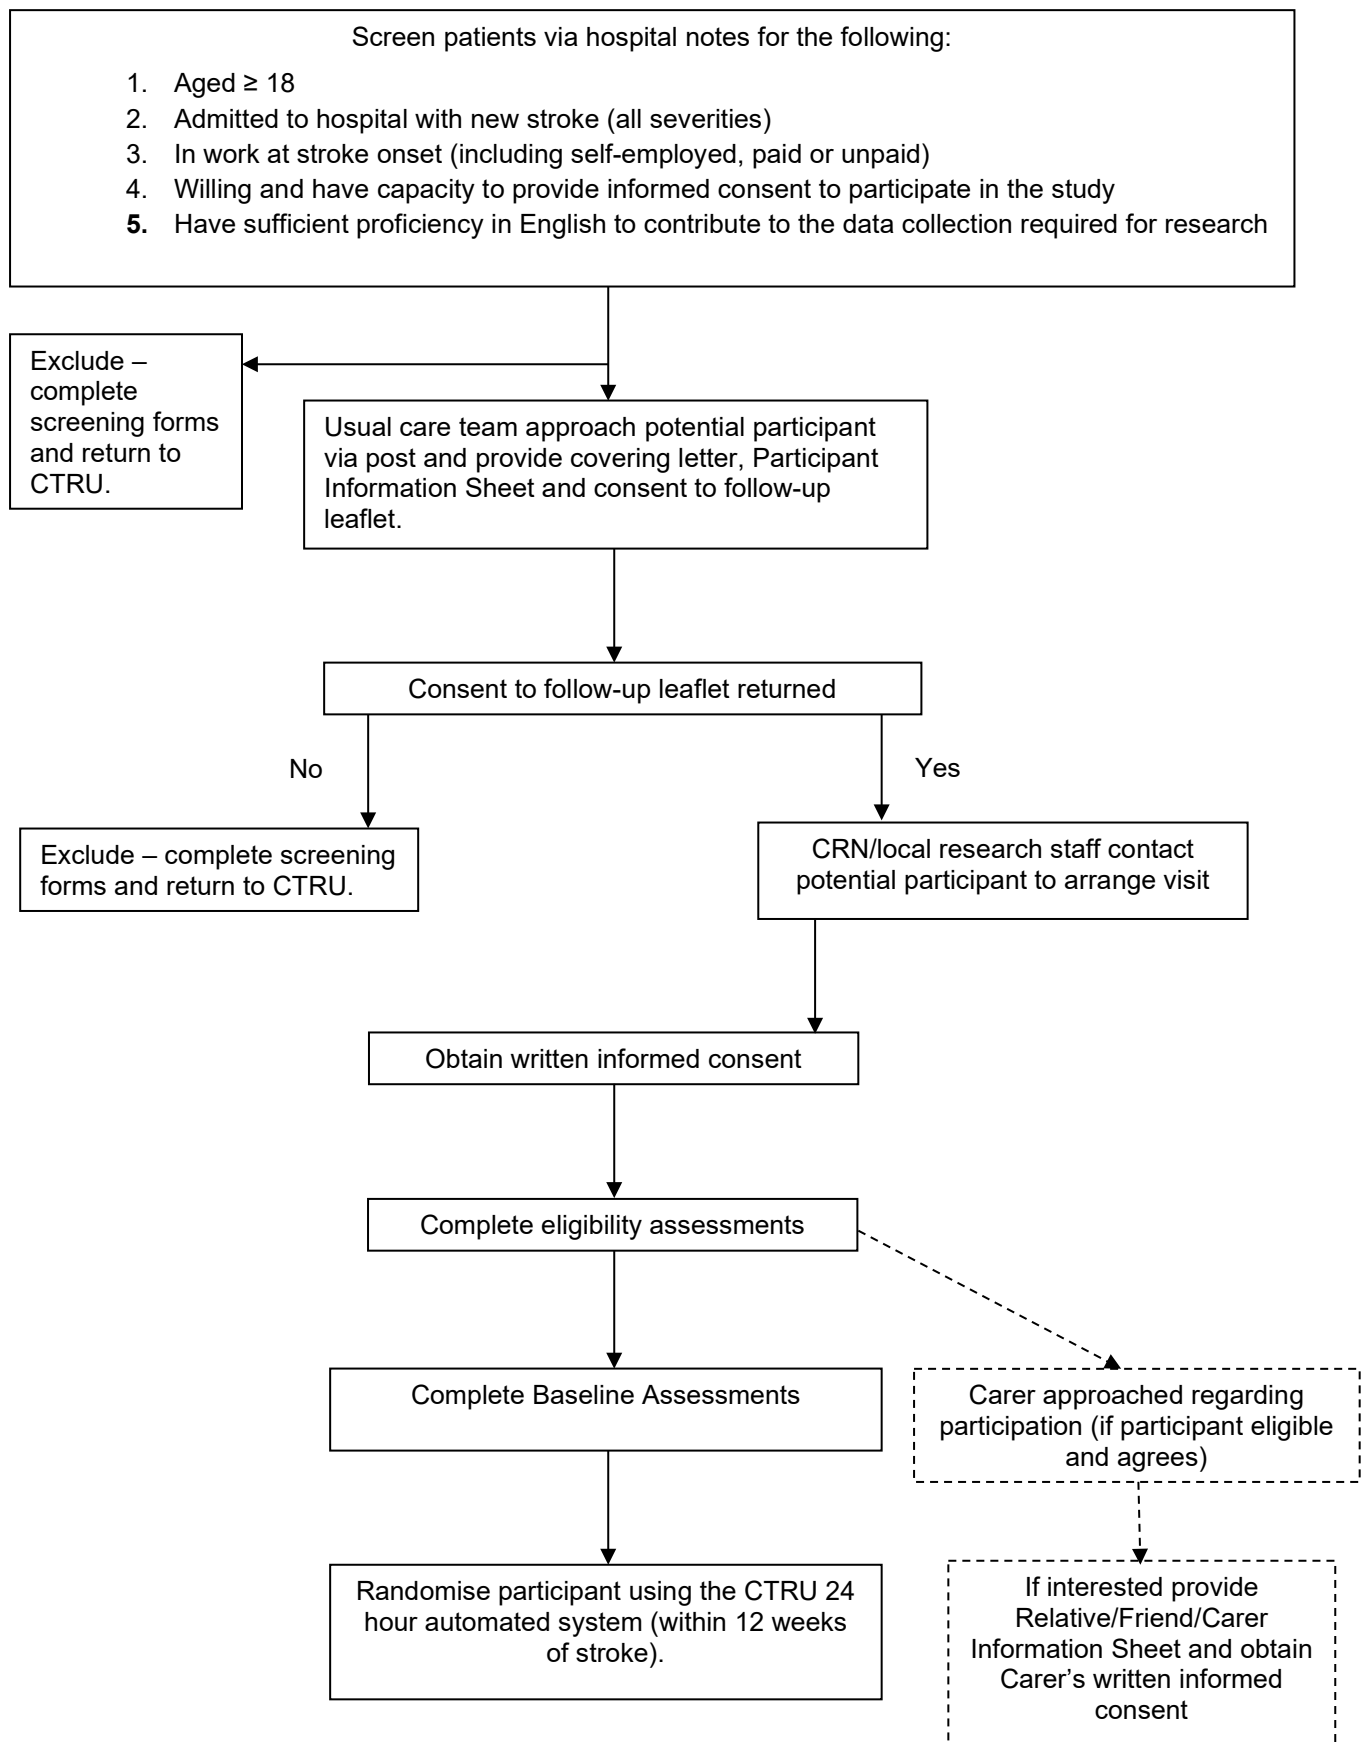 Screen patients via hospital notes for the following:
1. Aged ≥ 18
2. Admitted to hospital with new stroke (all severities)
3. In work at stroke onset (including self-employed, paid or unpaid)
4. Willing and have capacity to provide informed consent to participate in the study
5. Have sufficient proficiency in English to contribute to the data collection required for research
Exclude –
complete
screening forms
and return to
CTRU.
Usual care team approach potential participant
via post and provide covering letter, Participant
Information Sheet and consent to follow-up
leaflet.
Consent to follow-up leaflet returned
No
Yes
Exclude – complete screening
forms and return to CTRU.
CRN/local research staff contact
potential participant to arrange visit
Obtain written informed consent
Complete eligibility assessments
Complete Baseline Assessments
Carer approached regarding
participation (if participant eligible
and agrees)
Randomise participant using the CTRU 24
hour automated system (within 12 weeks
of stroke).
If interested provide
Relative/Friend/Carer
Information Sheet and obtain
Carer’s written informed
consent